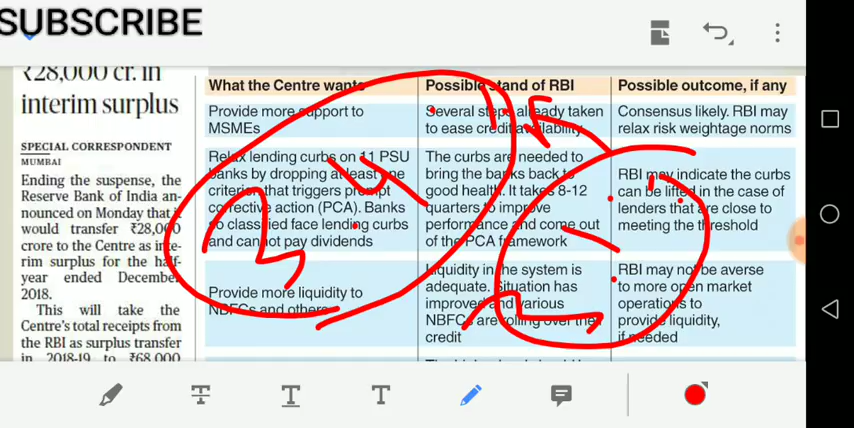 SUBSCRIBE
₹28,000 cr. in
interim surplus
SPECIAL CORRESPONDENT
MUMBAI
Ending the suspense, the
Reserve Bank of India an-
nounced on Monday that it
would transfer ₹28,000
crore to the Centre as inte-
rim surplus for the half-
year ended December
2018.
This will take the
Centre's total receipts from
the RBI as surplus transfer
in 2018-19 to ₹68,000
What the Centre wants
Provide more support to
MSMEs
Relax lending curbs on 11 PSU
banks by dropping at least one
criterion that triggers prompt
corrective action (PCA). Banks
so classified face lending curbs
and cannot pay dividends
Provide more liquidity to
NBFCs and others
Possible stand of RBI
Several steps already taken
to ease credit availability
The curbs are needed to
bring the banks back to
good health. It takes 8-12
quarters to improve
performance and come out
of the PCA framework
Liquidity in the system is
adequate. Situation has
improved and various
NBFCs are rolling over their
credit
Possible outcome, if any
Consensus likely. RBI may
relax risk weightage norms
RBI may indicate the curbs
can be lifted in the case of
lenders that are close to
meeting the threshold
RBI may not be averse
to more open market
operations to
provide liquidity,
if needed
T
T
T